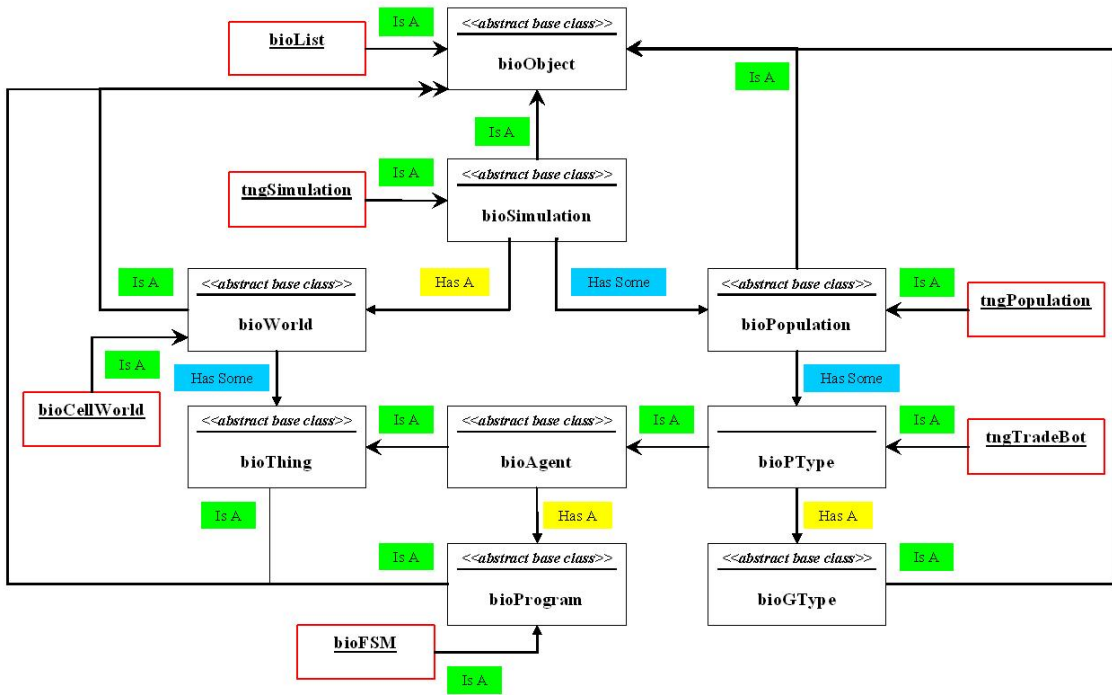 Is A
<<abstract base class>>
bioList
bioObject
Is A
Is A
Is A
<<abstract base class>>
tngSimulation
bioSimulation
Is A
<<abstract base class>>
Has A
Has Some
<<abstract base class>>
Is A
tngPopulation
bioWorld
bioPopulation
Is A
Has Some
Has Some
bioCellWorld
<<abstract base class>>
Is A
<<abstract base class>>
Is A
Is A
tngTradeBot
bioThing
bioAgent
bioPType
Is A
Has A
Has A
Is A
<<abstract base class>>
<<abstract base class>>
Is A
bioProgram
bioGType
bioFSM
Is A